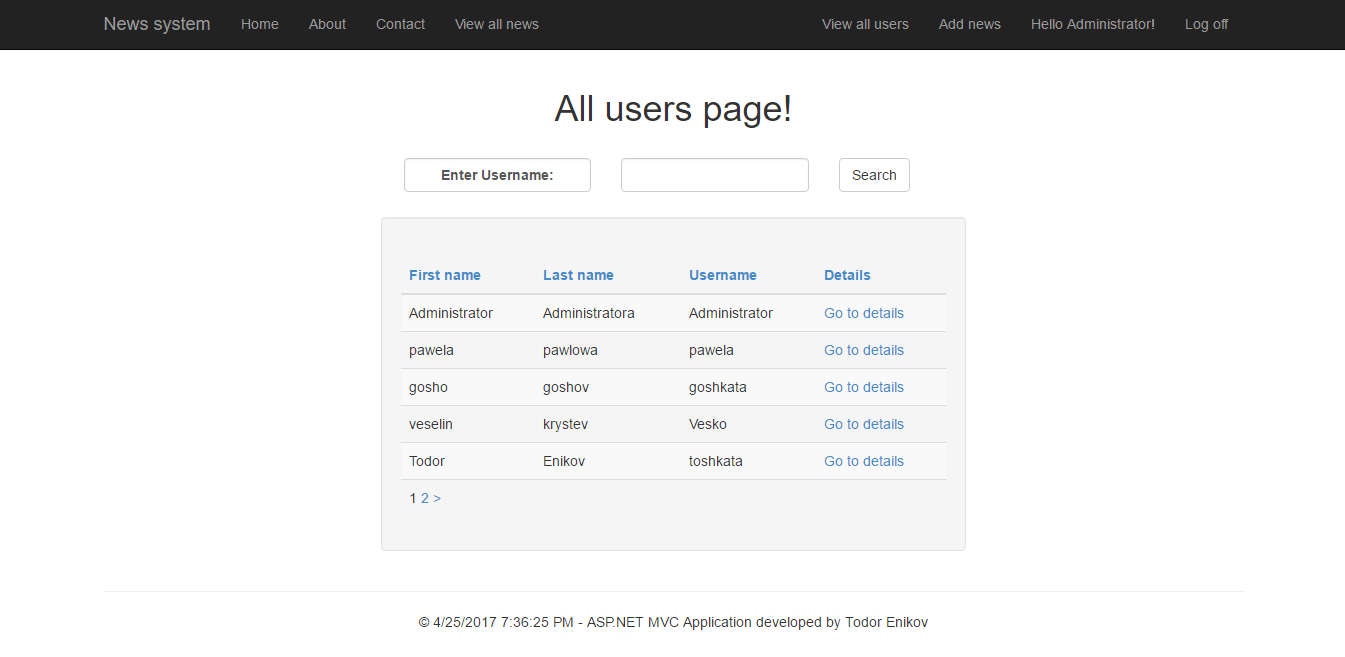 News system Home About Contact View all news View all users Add news Hello Administrator! Log off
All users page!
Enter Username: Search
First name Last name Username Details
Administrator Administratora Administrator Go to details
pawela pawlowa pawela Go to details
gosho goshov goshkata Go to details
veselin krystev Vesko Go to details
Todor Enikov toshkata Go to details
1 2 >
© 4/25/2017 7:36:25 PM - ASP.NET MVC Application developed by Todor Enikov